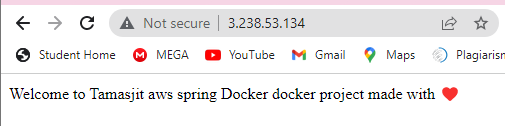 Not secure | 3.238.53.134
Student Home MEGA YouTube Gmail Maps Plagiarism
Welcome to Tamasjit aws spring Docker docker project made with ❤️